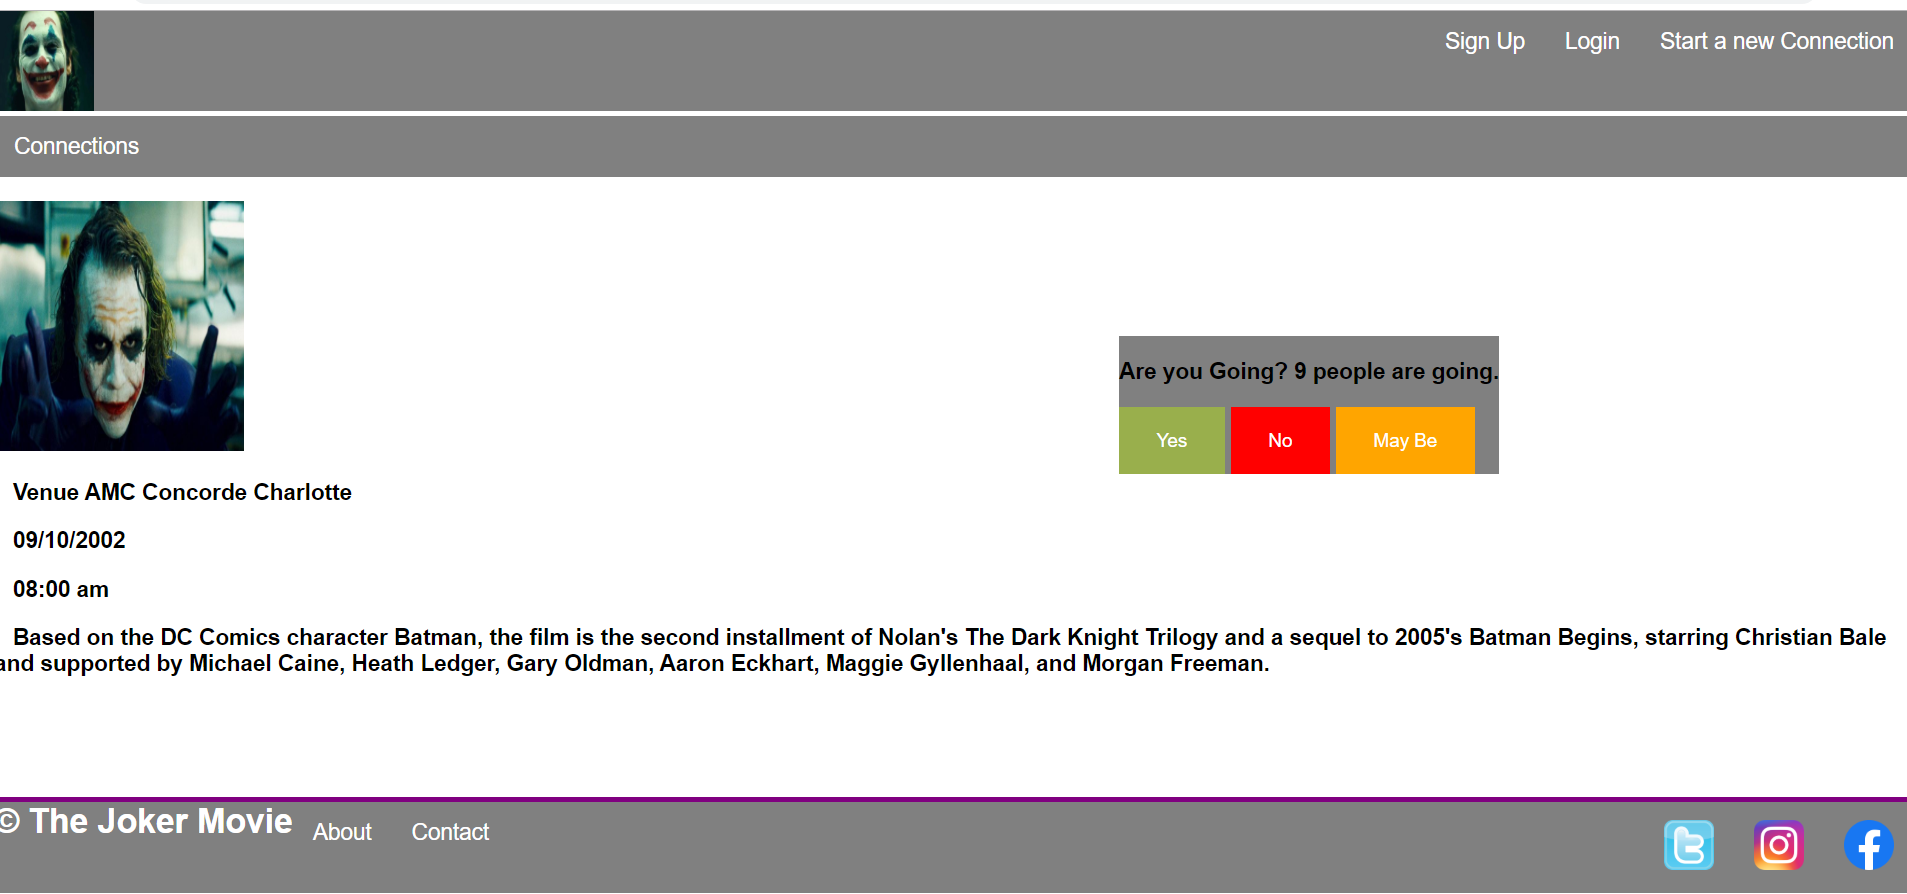 Sign Up Login Start a new Connection
Connections
Are you Going? 9 people are going.
Yes No May Be
Venue AMC Concorde Charlotte
09/10/2002
08:00 am
Based on the DC Comics character Batman, the film is the second installment of Nolan's The Dark Knight Trilogy and a sequel to 2005's Batman Begins, starring Christian Bale
and supported by Michael Caine, Heath Ledger, Gary Oldman, Aaron Eckhart, Maggie Gyllenhaal, and Morgan Freeman.
© The Joker Movie About Contact